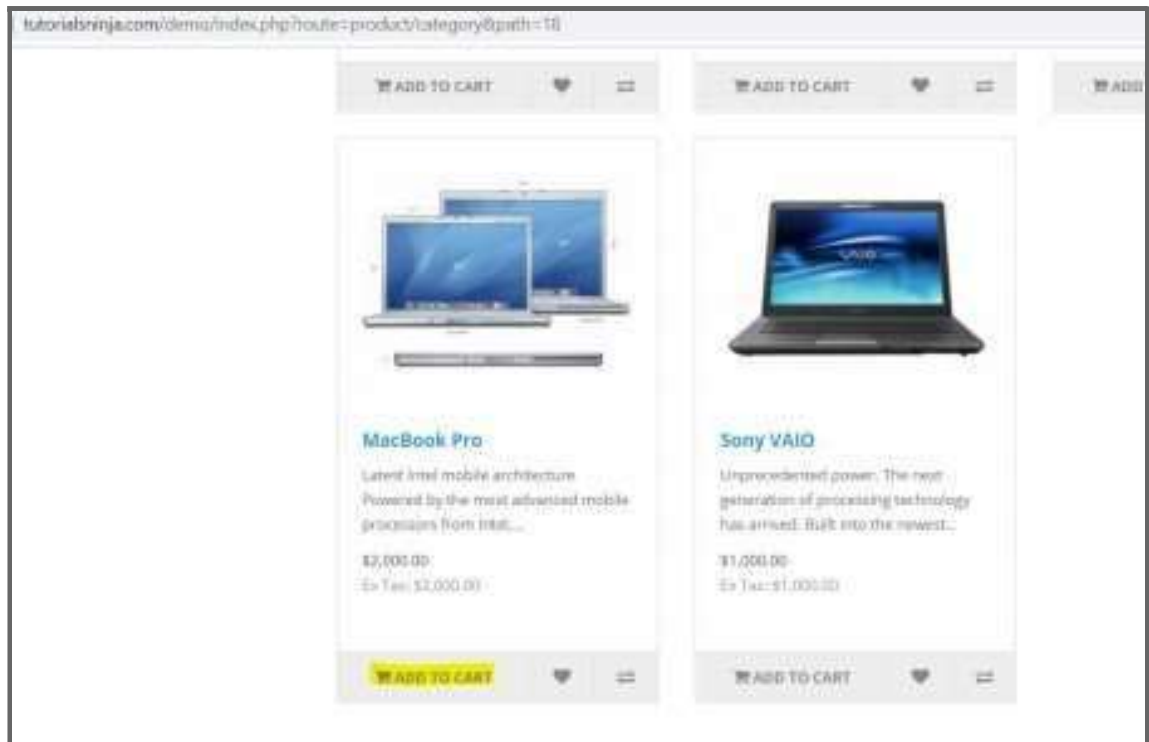 tutorialsninja.com/demo/index.php?route=product/category&path=18
ADD TO CART
ADD TO CART
ADD
VAIO
MacBook Pro
Latest Intel mobile architecture
Powered by the most advanced mobile
processors from Intel,...
$2,000.00
Ex Tax: $2,000.00
Sony VAIO
Unprecedented power. The next
generation of processing technology
has arrived. Built into the newest...
$1,000.00
Ex Tax: $1,000.00
ADD TO CART
ADD TO CART